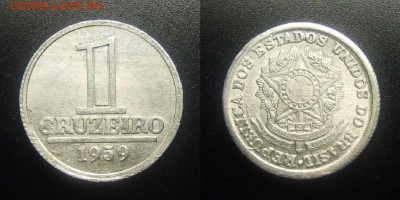 1
CRUZEIRO
1959
REPUBLICA DOS ESTADOS UNIDOS DO BRASIL